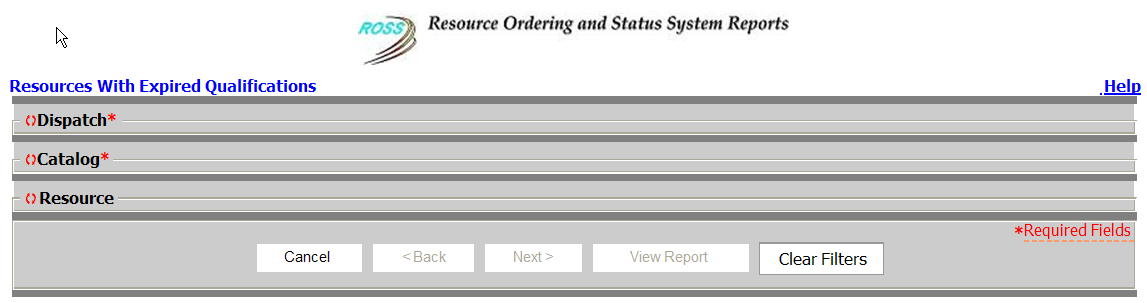 ROSS Resource Ordering and Status System Reports
Resources With Expired Qualifications Help
Dispatch*
Catalog*
Resource
*Required Fields
Cancel < Back Next > View Report Clear Filters